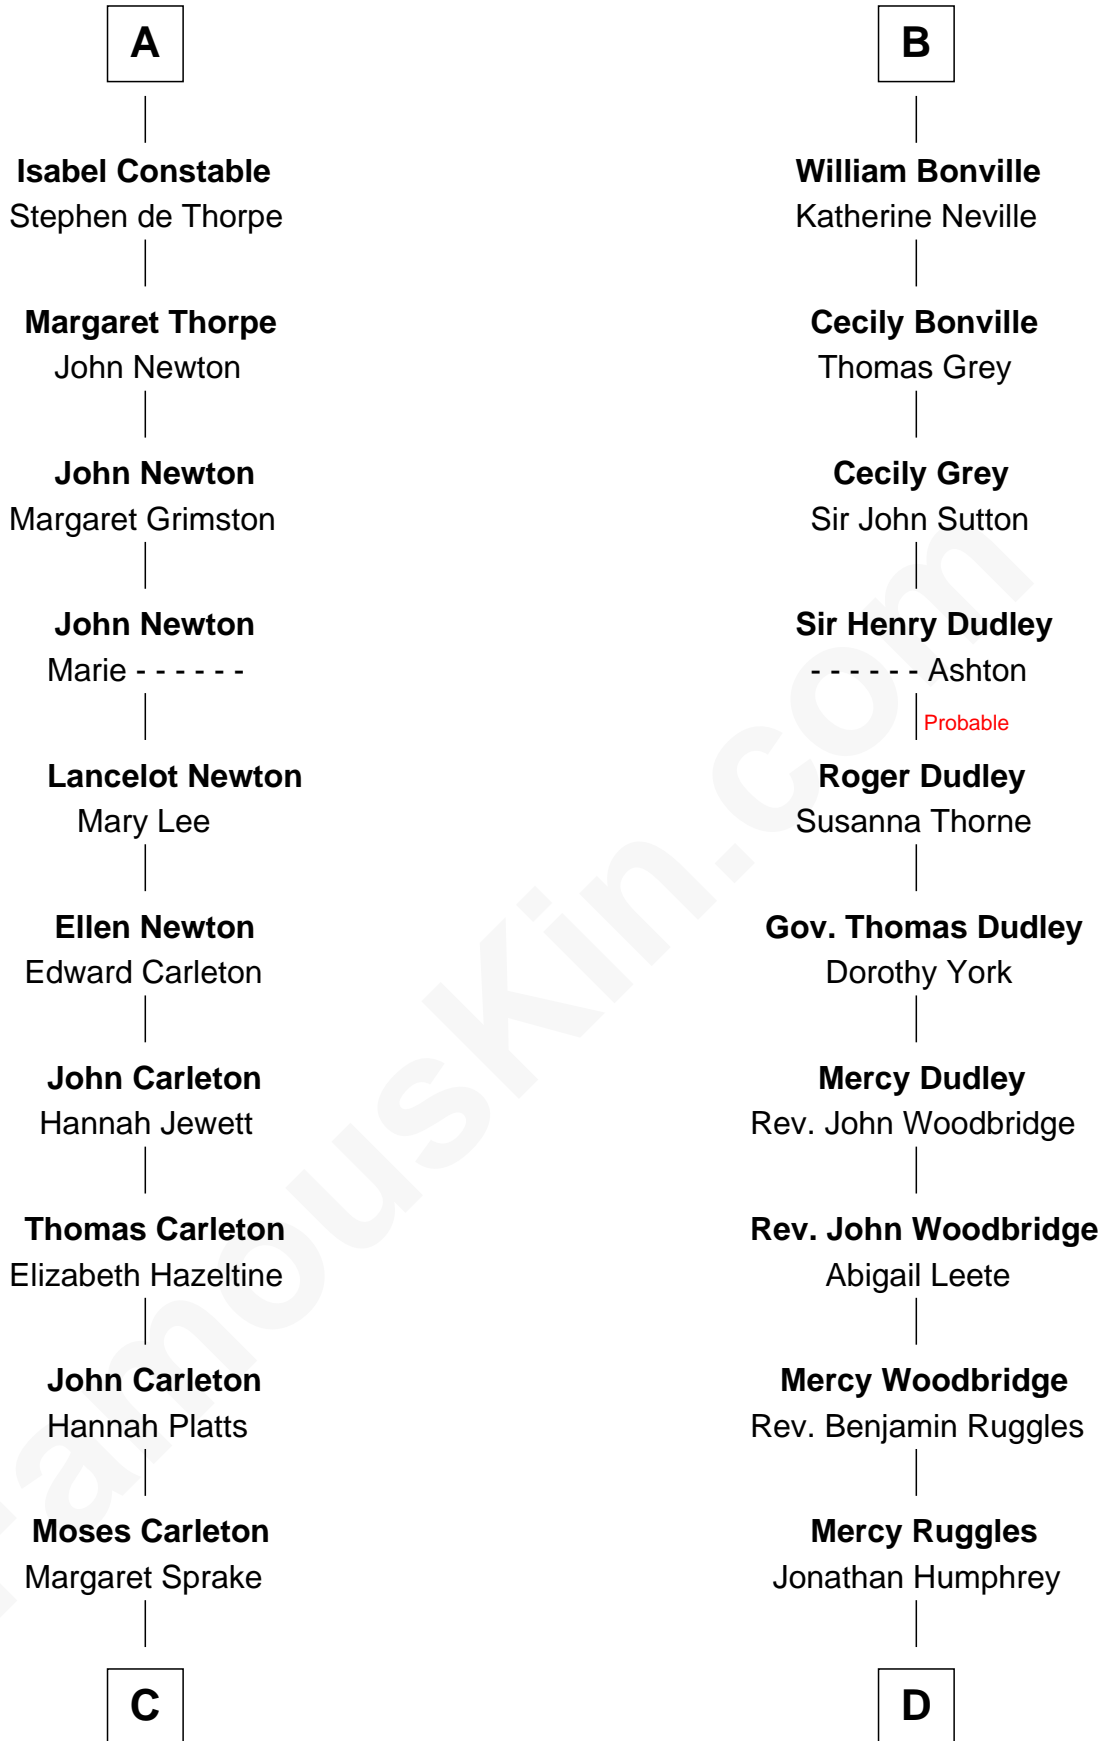 A
Isabel Constable
Stephen de Thorpe
Margaret Thorpe
John Newton
John Newton
Margaret Grimston
John Newton
Marie - - - - - -
Lancelot Newton
Mary Lee
Ellen Newton
Edward Carleton
John Carleton
Hannah Jewett
Thomas Carleton
Elizabeth Hazeltine
John Carleton
Hannah Platts
Moses Carleton
Margaret Sprake
C
B
William Bonville
Katherine Neville
Cecily Bonville
Thomas Grey
Cecily Grey
Sir John Sutton
Sir Henry Dudley
- - - - - - Ashton
Probable
Roger Dudley
Susanna Thorne
Gov. Thomas Dudley
Dorothy York
Mercy Dudley
Rev. John Woodbridge
Rev. John Woodbridge
Abigail Leete
Mercy Woodbridge
Rev. Benjamin Ruggles
Mercy Ruggles
Jonathan Humphrey
D
FamousKin.com